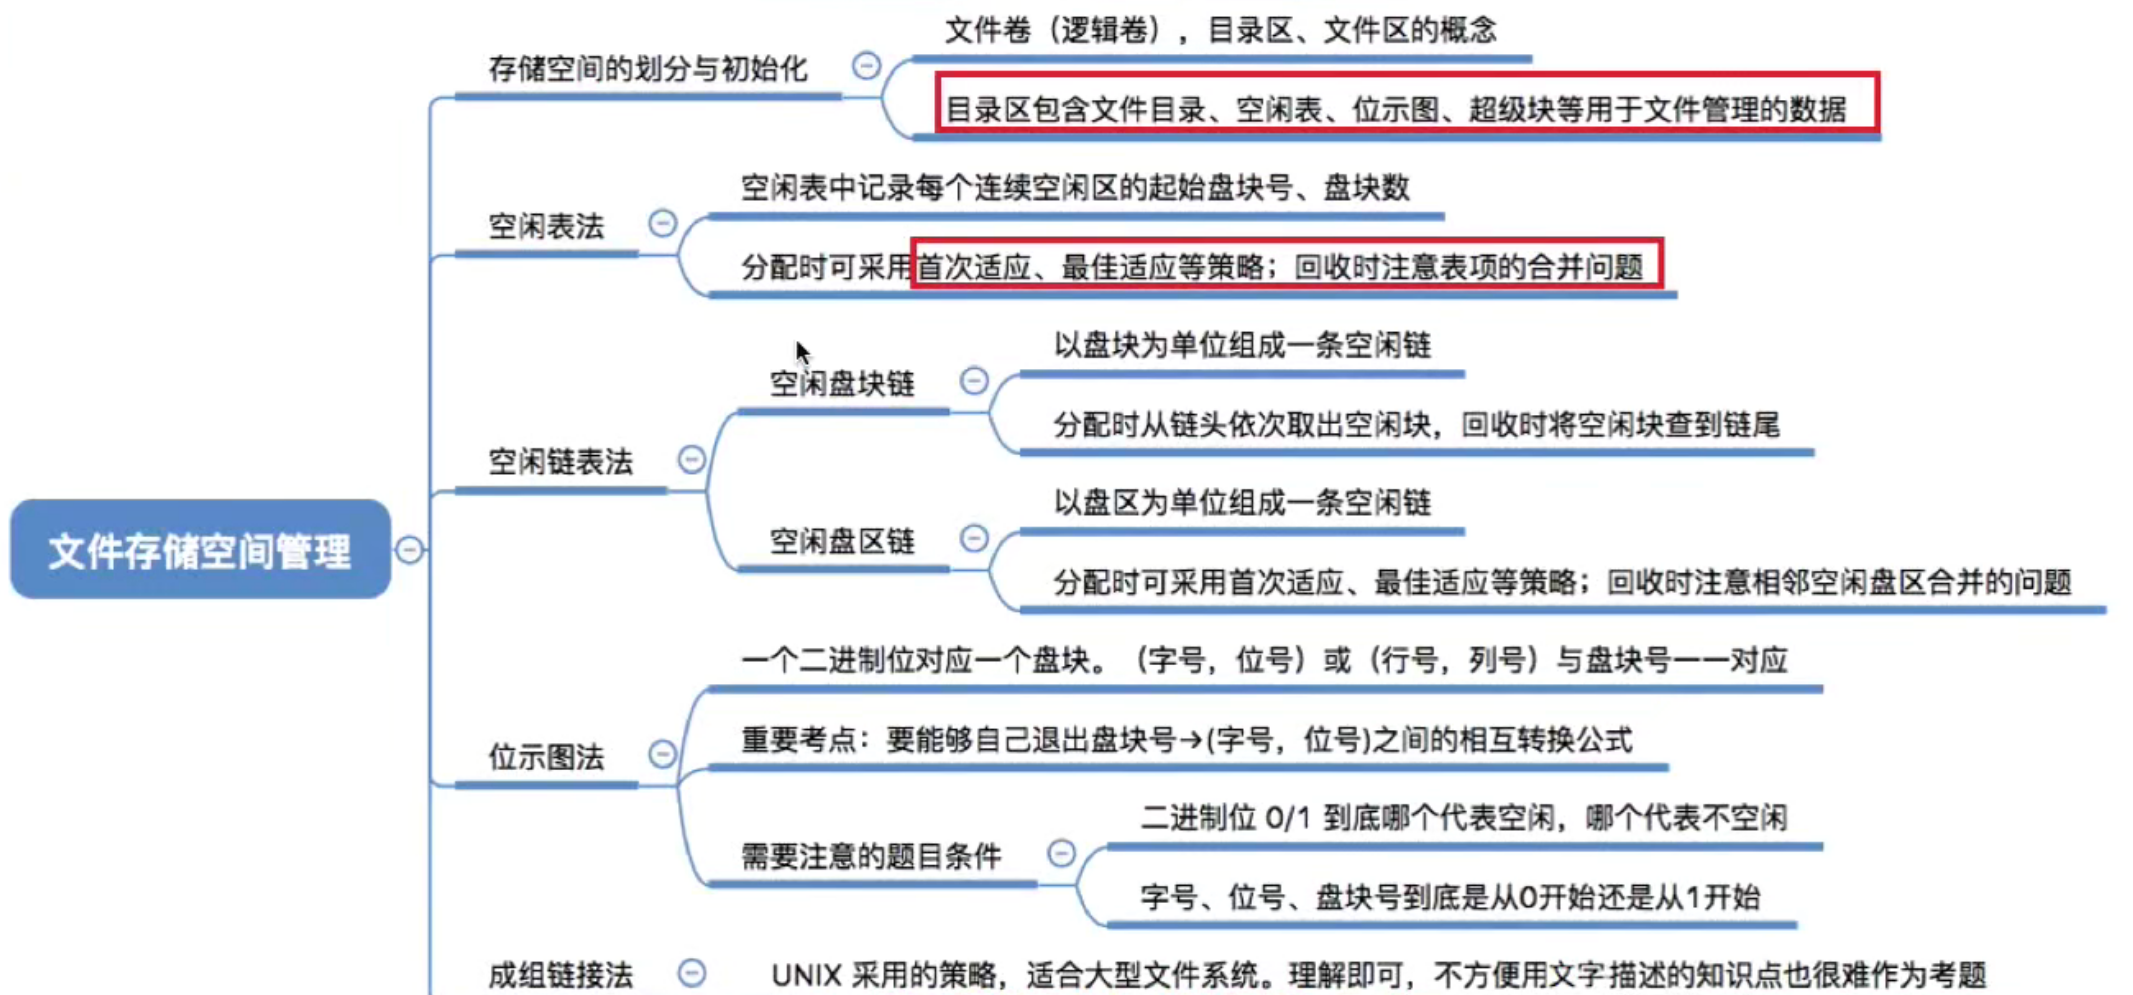 文件卷（逻辑卷），目录区、文件区的概念
存储空间的划分与初始化
目录区包含文件目录、空闲表、位示图、超级块等用于文件管理的数据
空闲表中记录每个连续空闲区的起始盘块号、盘块数
空闲表法
分配时可采用首次适应、最佳适应等策略；回收时注意表项的合并问题
以盘块为单位组成一条空闲链
空闲盘块链
分配时从链头依次取出空闲块，回收时将空闲块查到链尾
空闲链表法
以盘区为单位组成一条空闲链
空闲盘区链
分配时可采用首次适应、最佳适应等策略；回收时注意相邻空闲盘区合并的问题
文件存储空间管理
一个二进制位对应一个盘块。（字号，位号）或（行号，列号）与盘块号一一对应
重要考点：要能够自己退出盘块号→(字号，位号)之间的相互转换公式
位示图法
二进制位 0/1 到底哪个代表空闲，哪个代表不空闲
需要注意的题目条件
字号、位号、盘块号到底是从0开始还是从1开始
成组链接法
UNIX 采用的策略，适合大型文件系统。理解即可，不方便用文字描述的知识点也很难作为考题